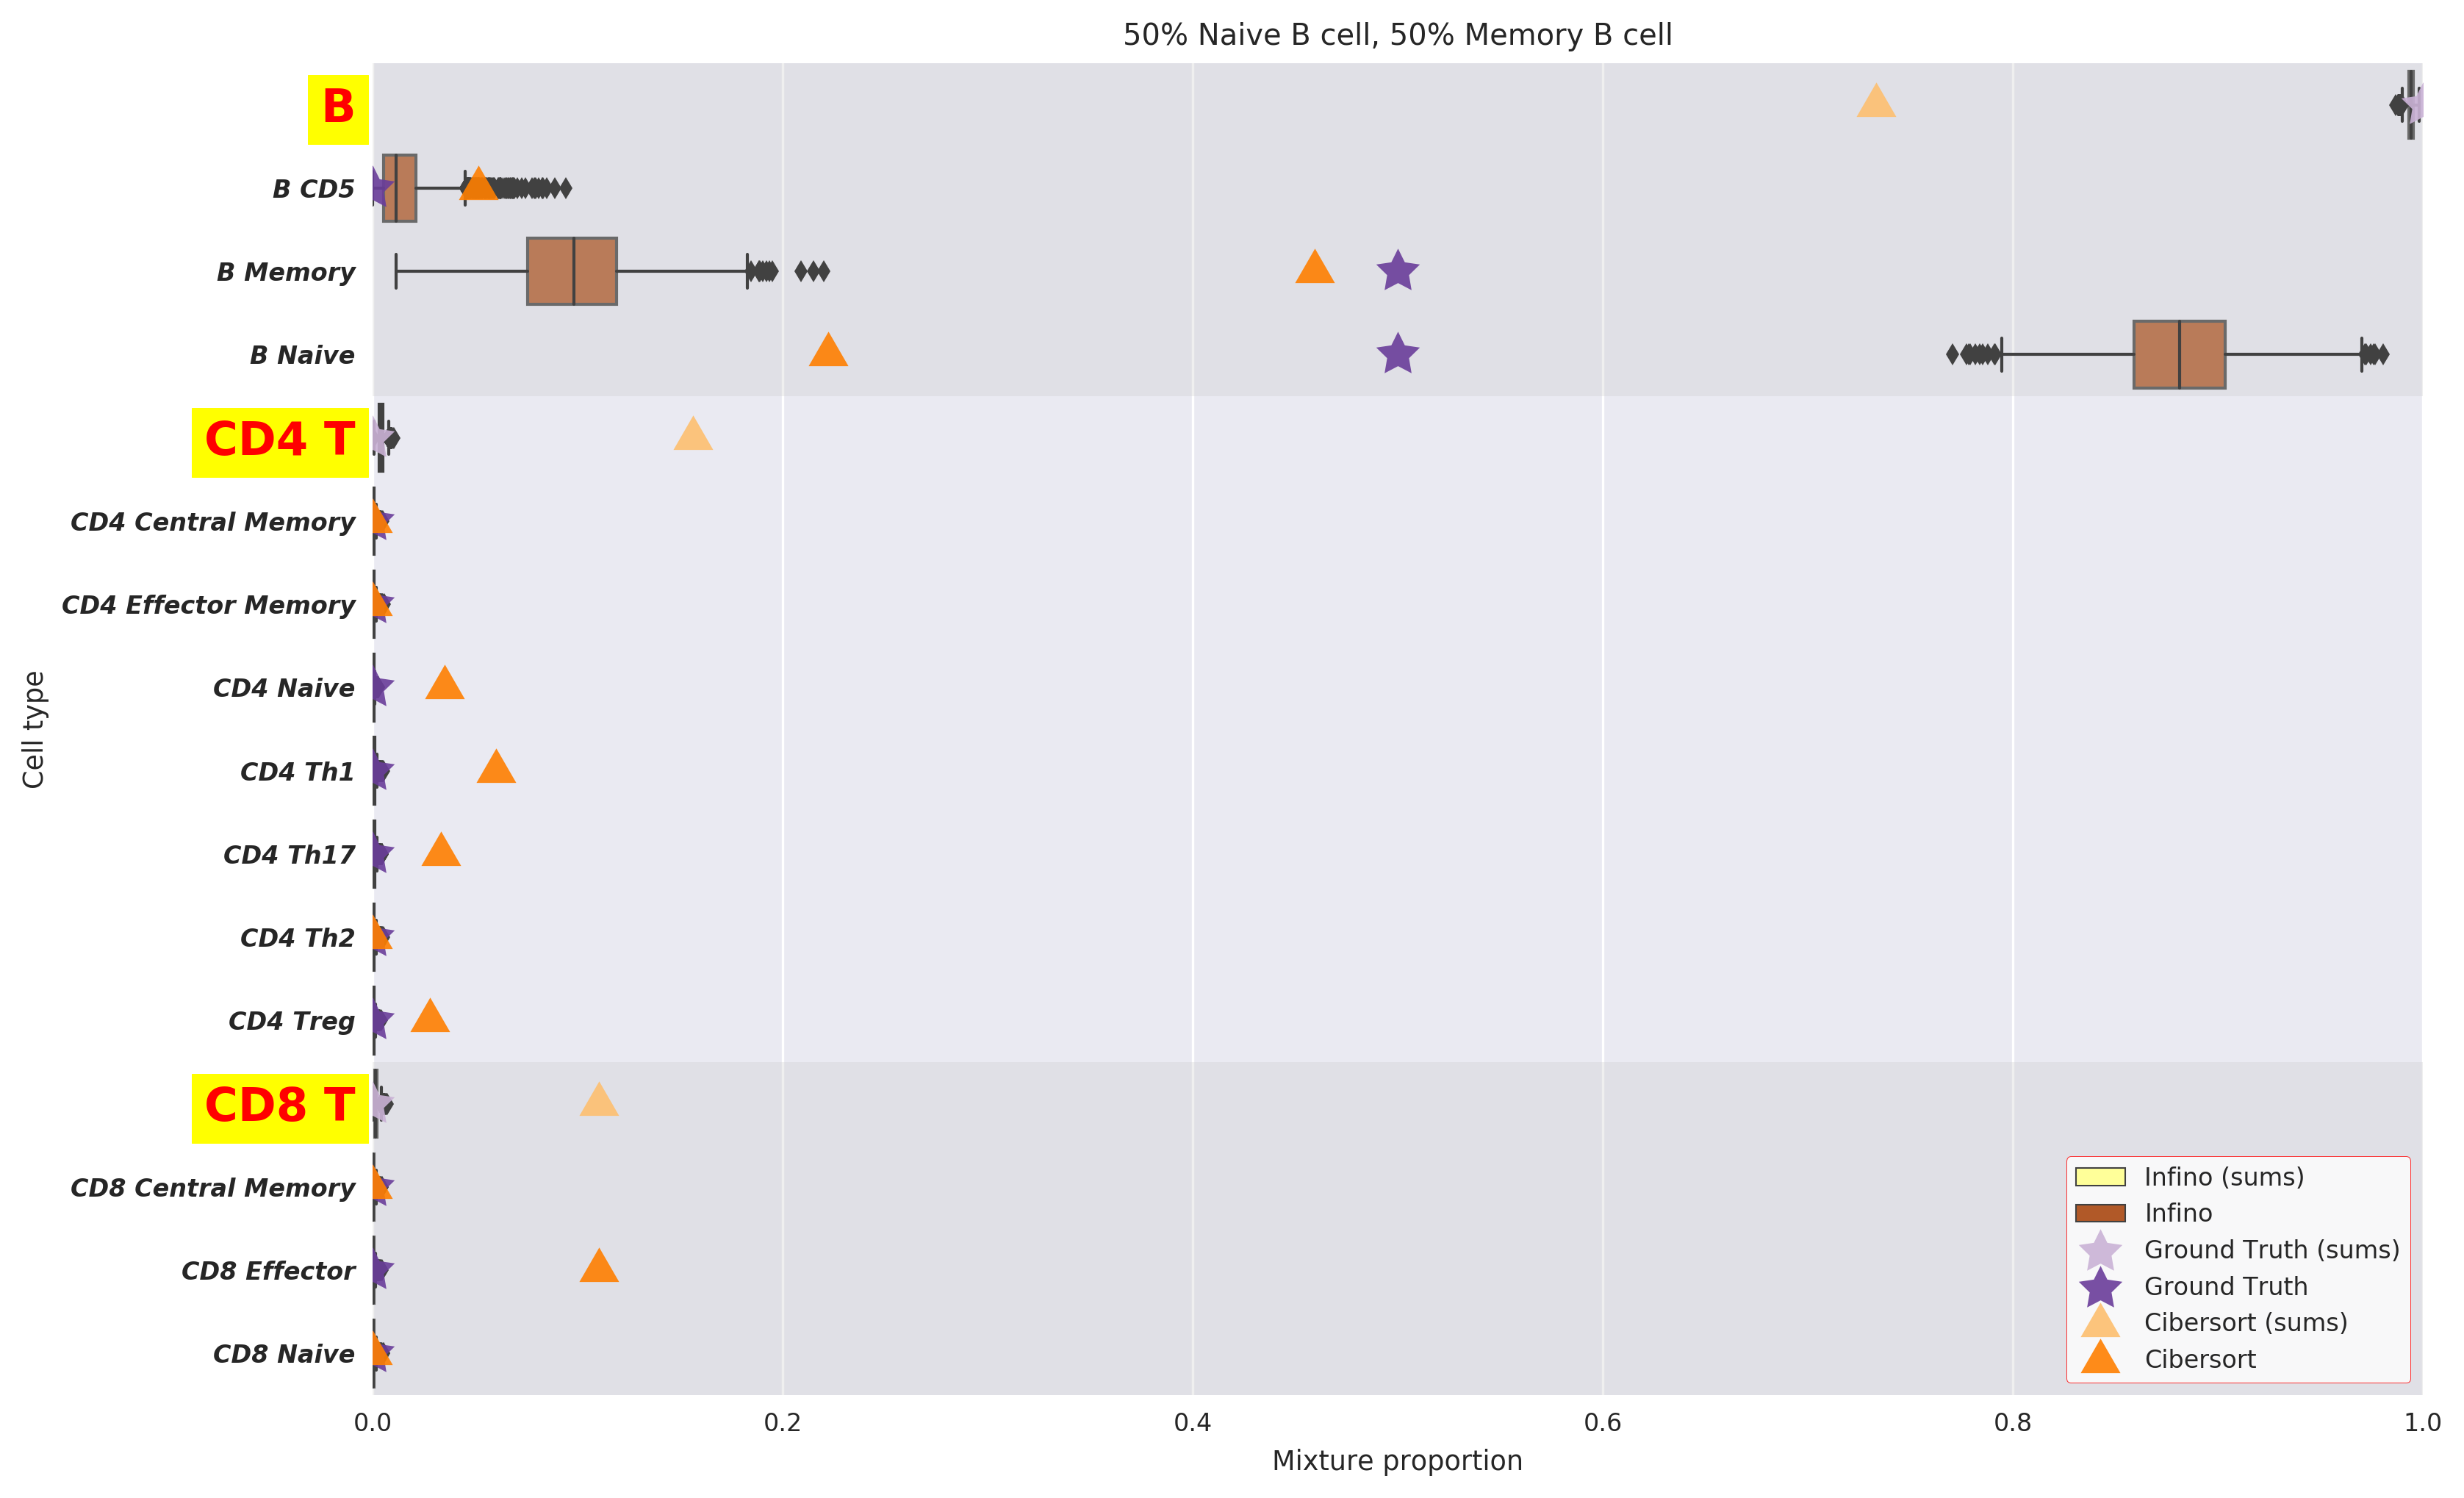 50% Naive B cell, 50% Memory B cell
B
B CD5
B Memory
B Naive
CD4 T
CD4 Central Memory
CD4 Effector Memory
CD4 Naive
CD4 Th1
CD4 Th17
CD4 Th2
CD4 Treg
CD8 T
CD8 Central Memory
CD8 Effector
CD8 Naive
Cell type
Infino (sums)
Infino
Ground Truth (sums)
Ground Truth
Cibersort (sums)
Cibersort
0.0 0.2 0.4 0.6 0.8 1.0
Mixture proportion